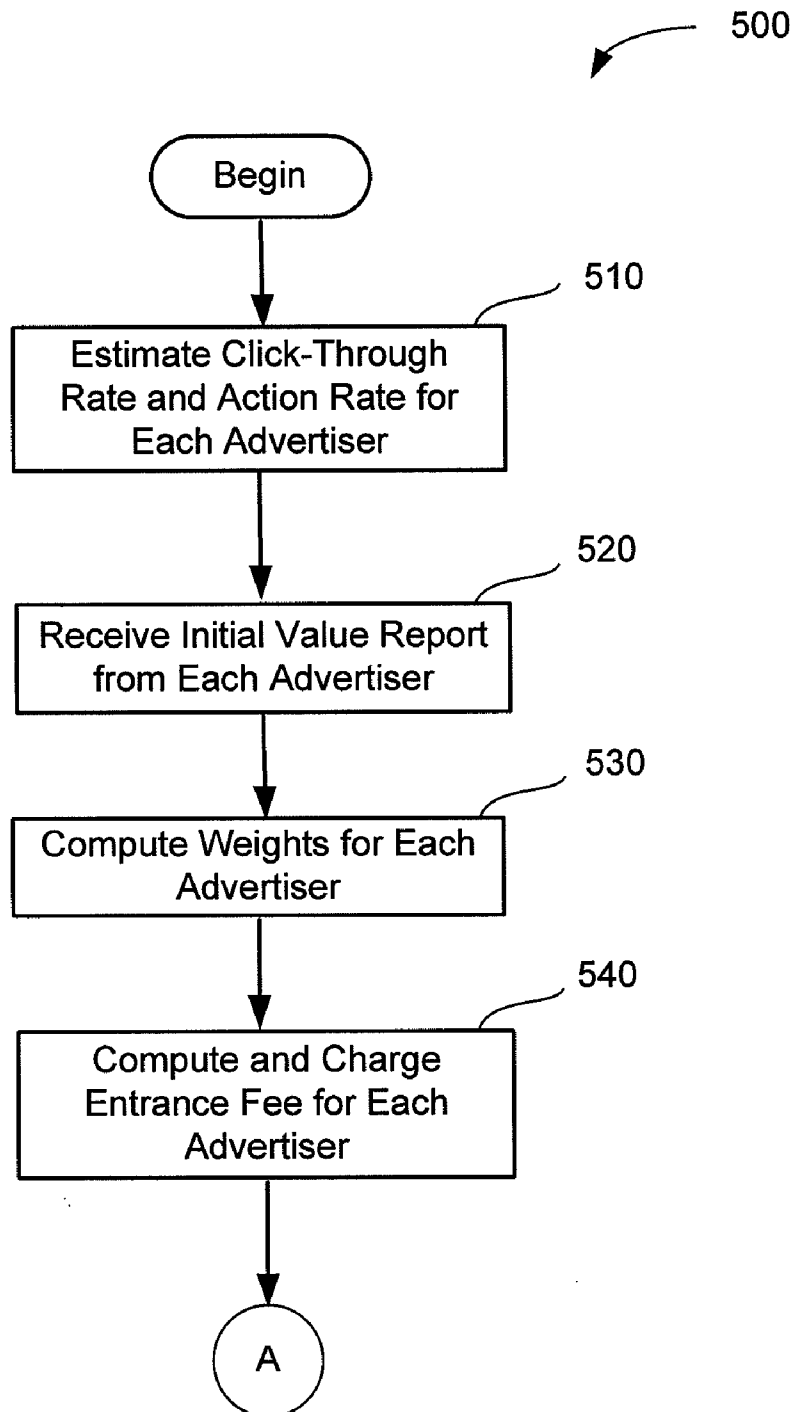 500
Begin
510
Estimate Click-Through
Rate and Action Rate for
Each Advertiser
520
Receive Initial Value Report
from Each Advertiser
530
Compute Weights for Each
Advertiser
540
Compute and Charge
Entrance Fee for Each
Advertiser
A